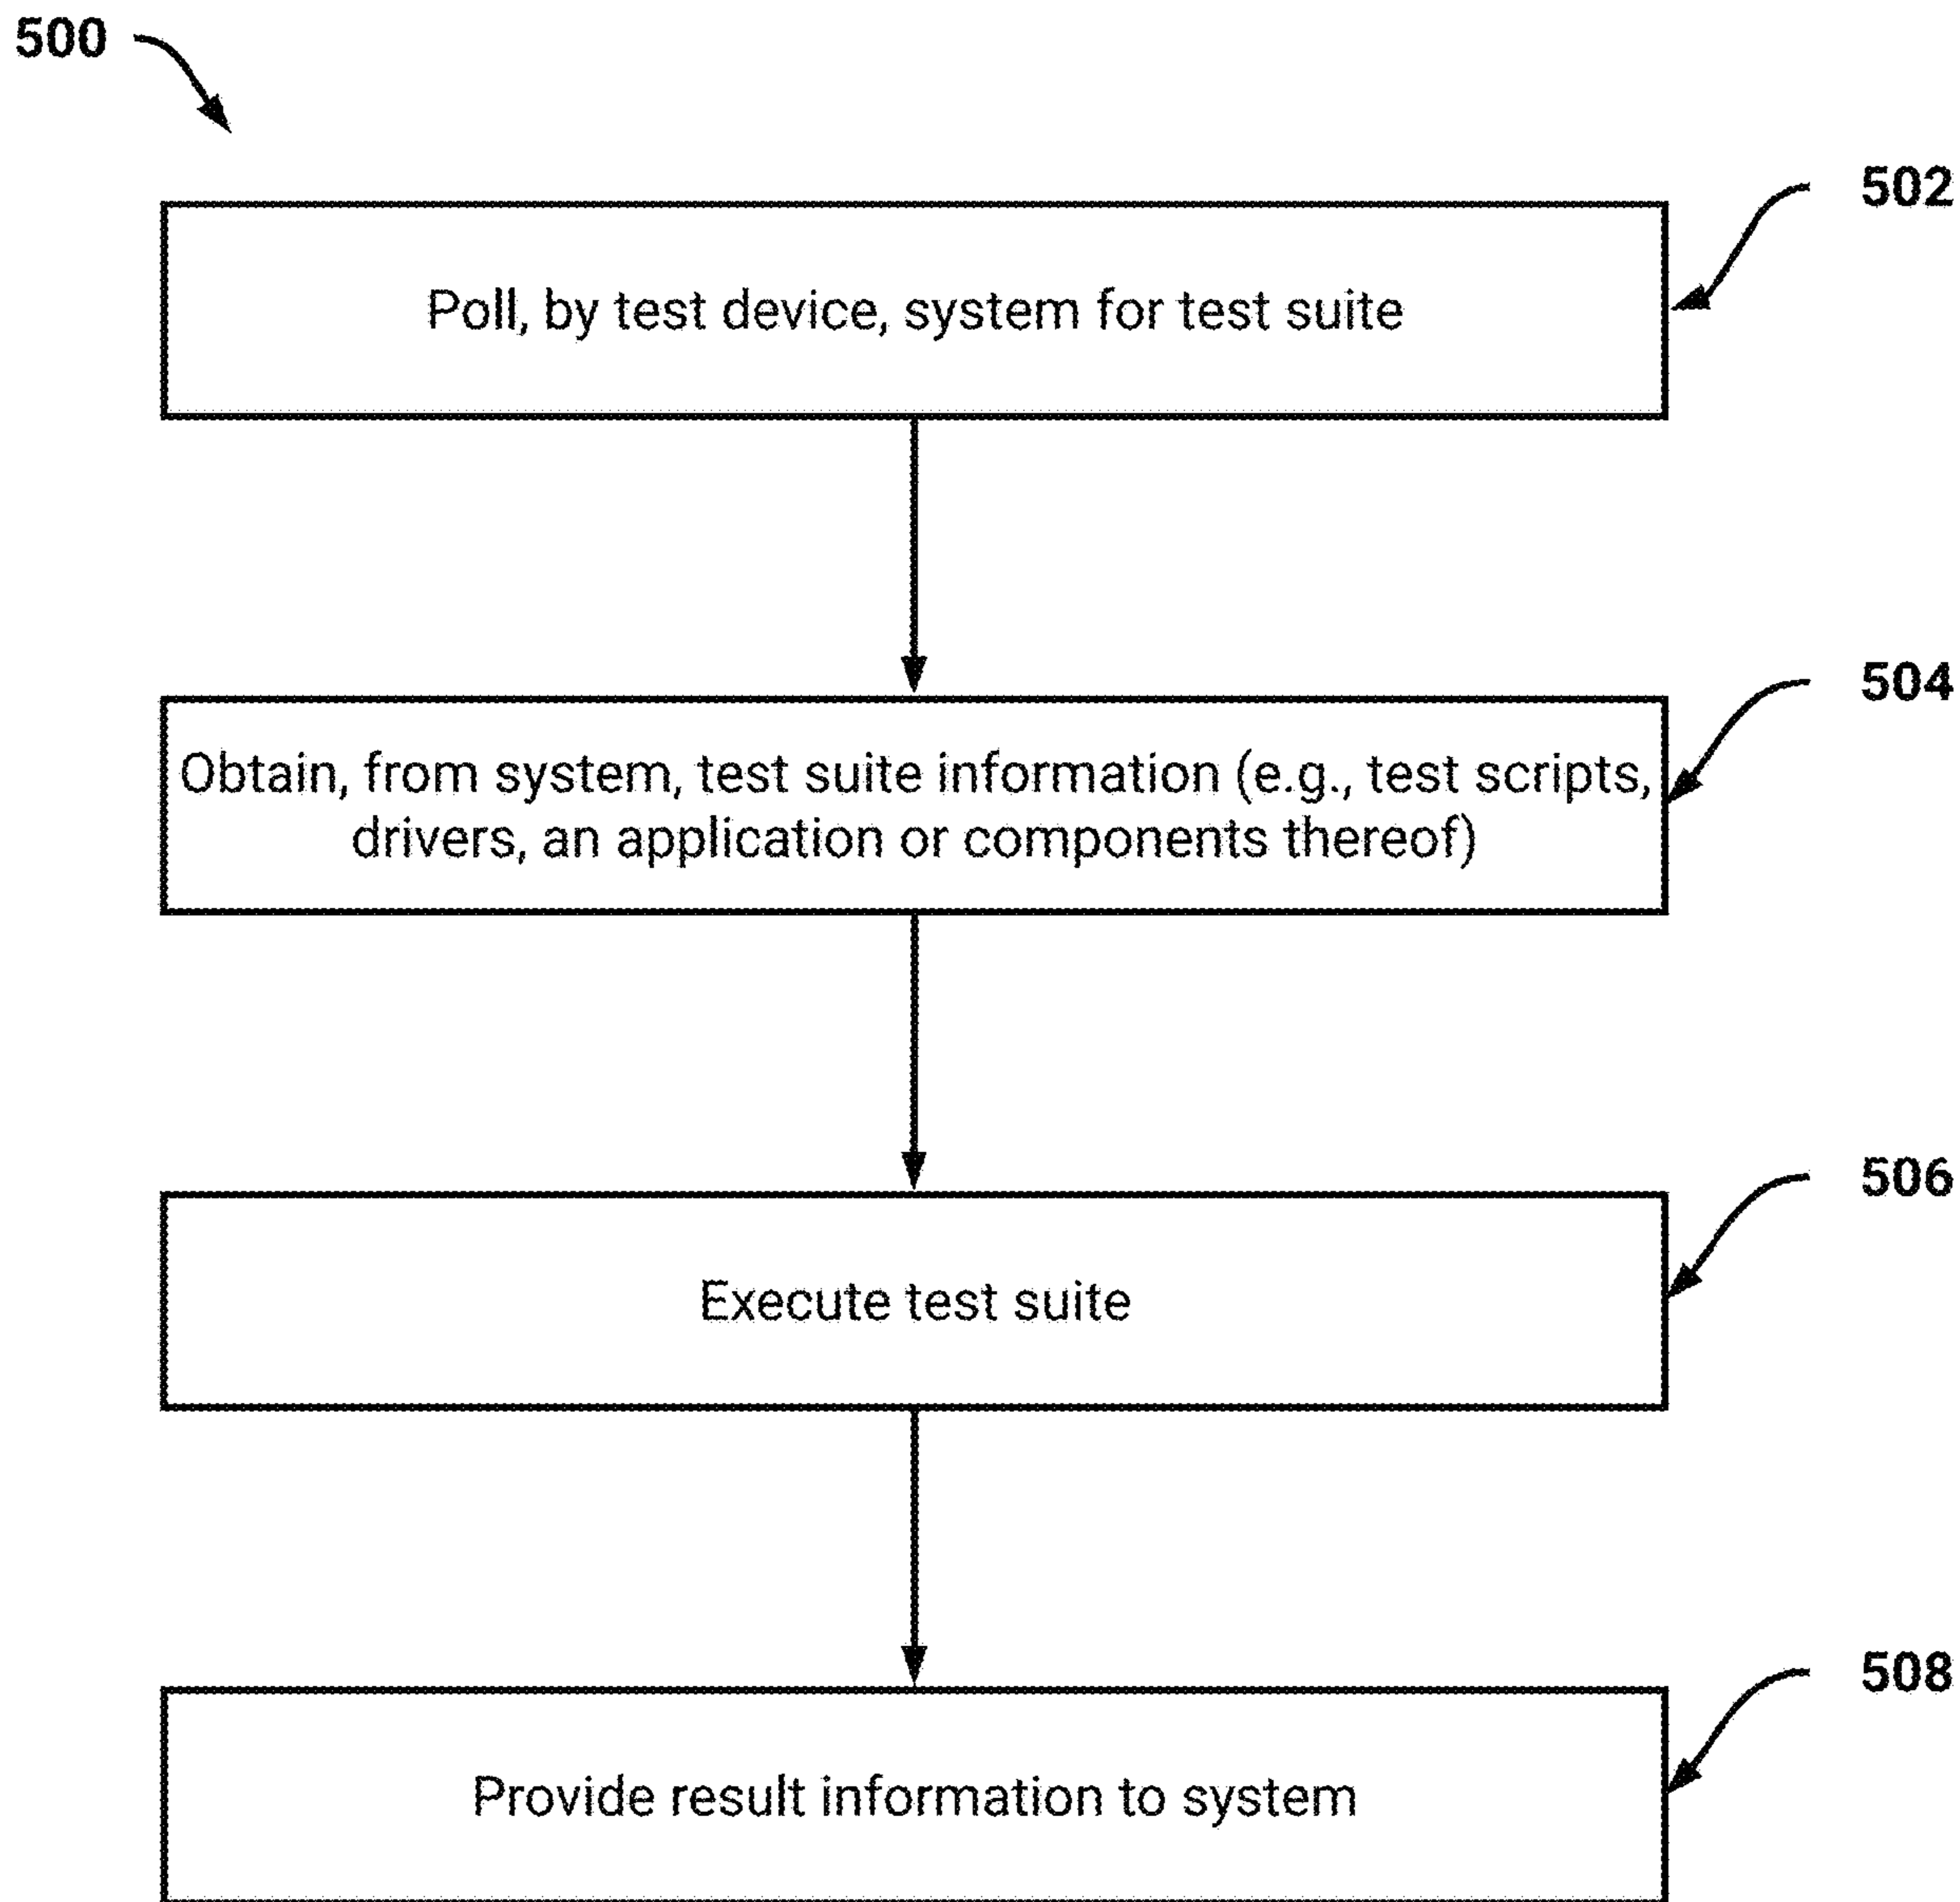 500
502
Poll, by test device, system for test suite
504
Obtain, from system, test suite information (e.g., test scripts,
drivers, an application or components thereof)
506
Execute test suite
508
Provide result information to system